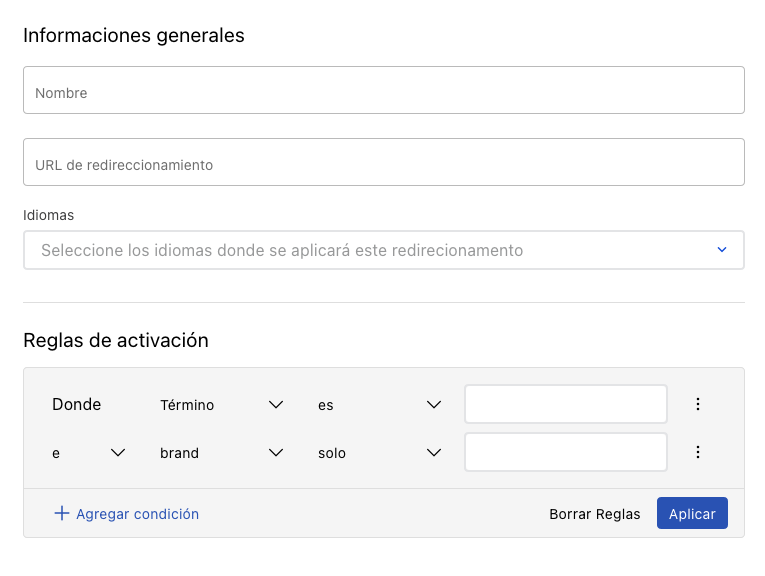 Informaciones generales
Nombre
URL de redireccionamiento
Idiomas
Seleccione los idiomas donde se aplicará este redirecionamento
Reglas de activación
Donde Término es
e brand solo
Agregar condición Borrar Reglas Aplicar